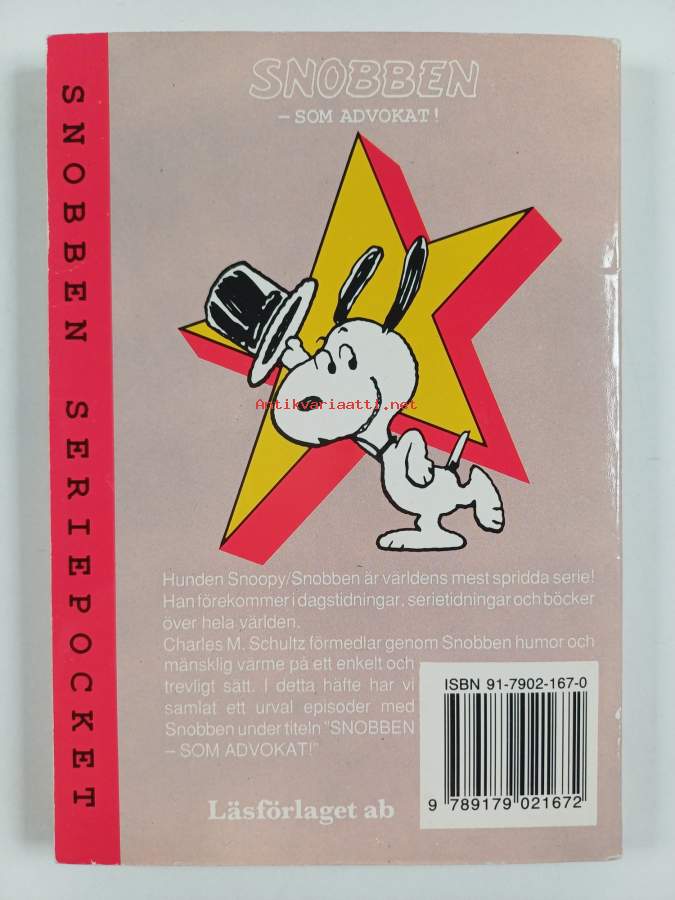 SNOBBEN
– SOM ADVOKAT!
SNOBBEN SERIEPOCKET
Antikvariaatti.net
Hunden Snoopy/Snobben är världens mest spridda serie!
Han förekommer i dagstidningar, serietidningar och böcker
över hela världen.
Charles M. Schultz förmedlar genom Snobben humor och
mänsklig värme på ett enkelt och
trevligt sätt. I detta häfte har vi
samlat ett urval episoder med
Snobben under titeln "SNOBBEN
– SOM ADVOKAT!"
ISBN 91-7902-167-0
9 789179 021672
Läsförlaget ab